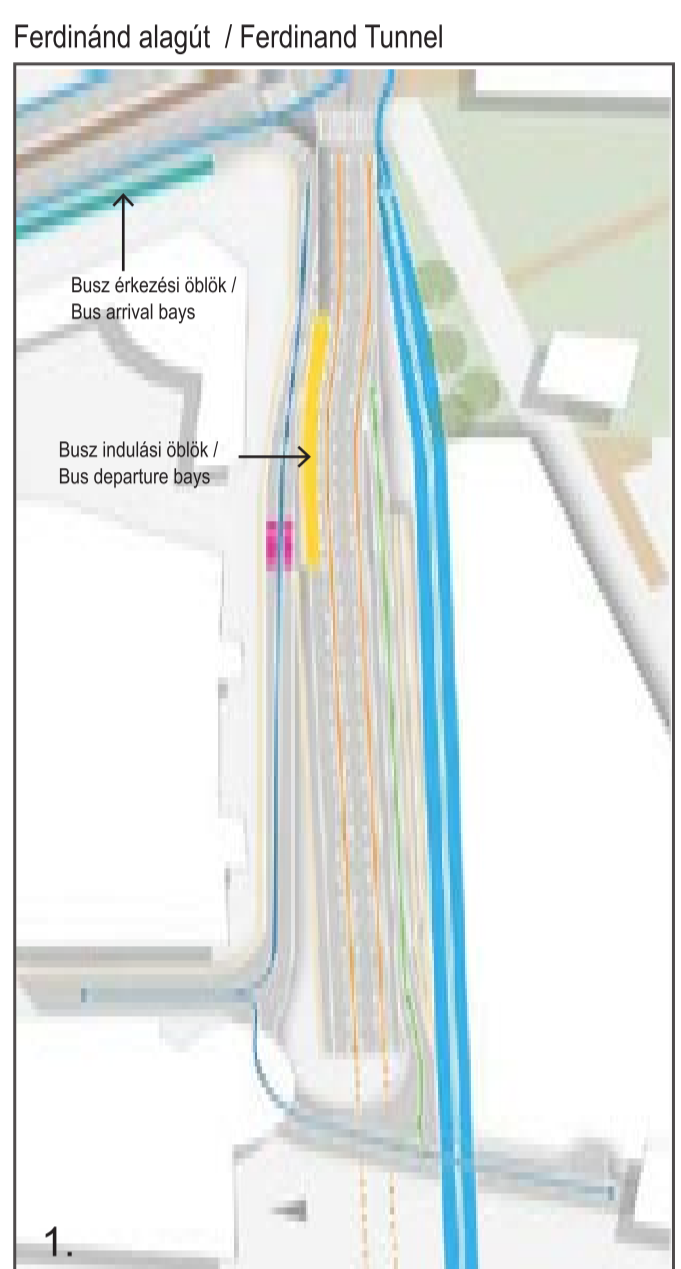 Ferdinánd alagút / Ferdinand Tunnel
Busz érkezési öblök /
Bus arrival bays
Busz indulási öblök /
Bus departure bays
1.